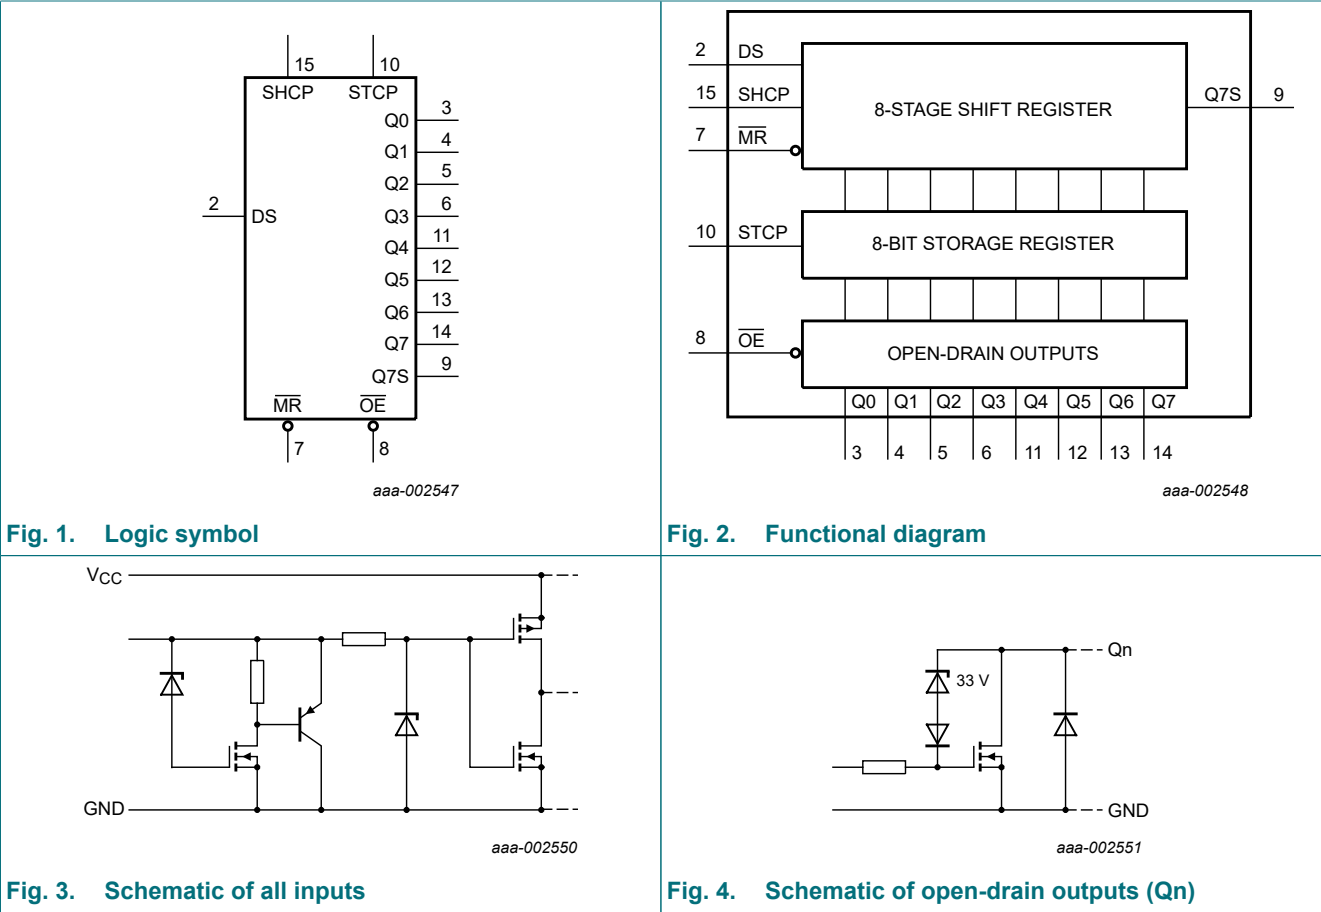 15 10
SHCP STCP
Q0 3
Q1 4
Q2 5
Q3 6
2 DS
Q4 11
Q5 12
Q6 13
Q7 14
Q7S 9
MR OE
7 8
aaa-002547
Fig. 1. Logic symbol
2 DS
15 SHCP
7 MR
8-STAGE SHIFT REGISTER
Q7S 9
10 STCP
8-BIT STORAGE REGISTER
8 OE
OPEN-DRAIN OUTPUTS
Q0 Q1 Q2 Q3 Q4 Q5 Q6 Q7
3 4 5 6 11 12 13 14
aaa-002548
Fig. 2. Functional diagram
VCC
GND
aaa-002550
Fig. 3. Schematic of all inputs
Qn
33 V
GND
aaa-002551
Fig. 4. Schematic of open-drain outputs (Qn)